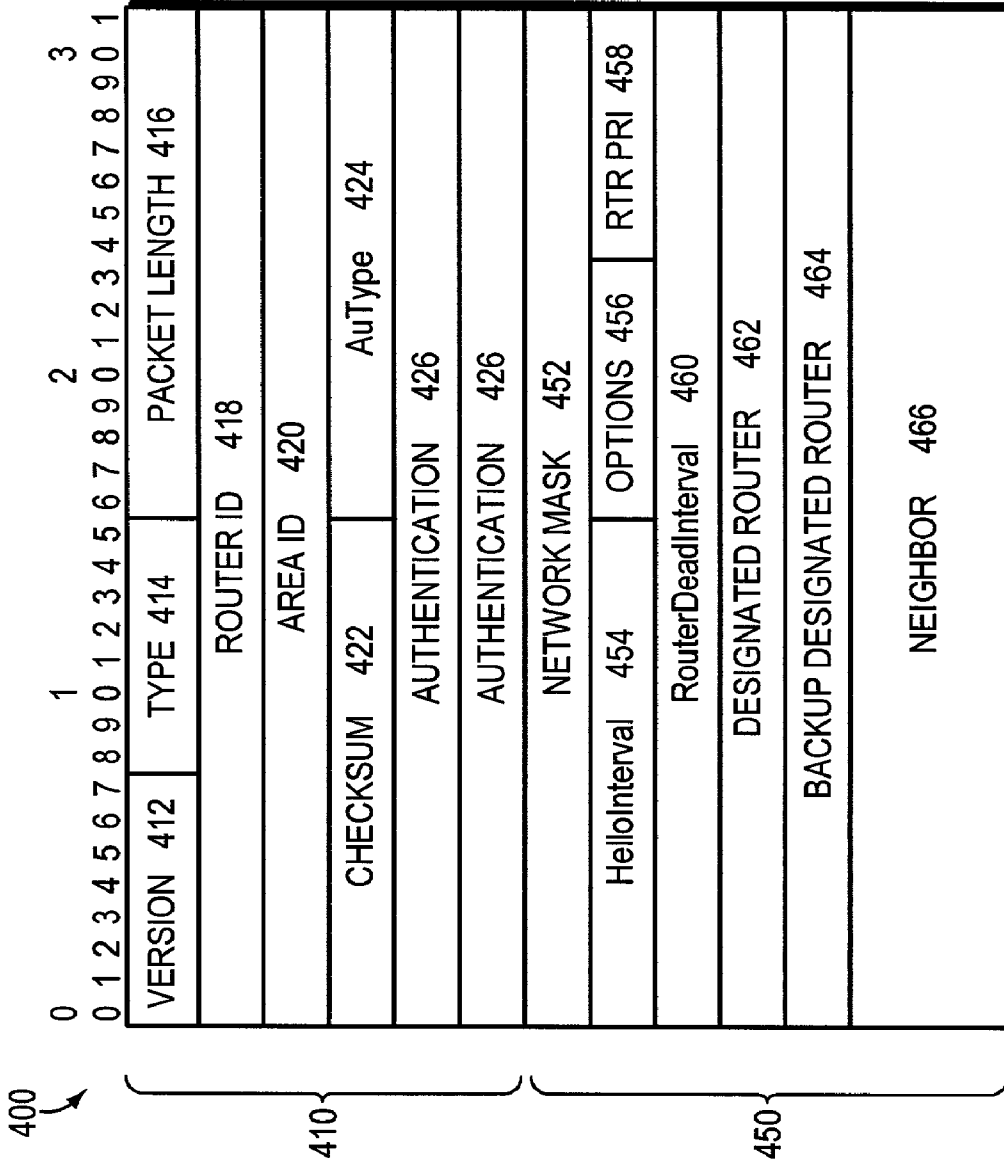 400
0 1 2 3
0 1 2 3 4 5 6 7 8 9 0 1 2 3 4 5 6 7 8 9 0 1 2 3 4 5 6 7 8 9 0 1
VERSION 412 TYPE 414 PACKET LENGTH 416
ROUTER ID 418
AREA ID 420
CHECKSUM 422 AuType 424
AUTHENTICATION 426
AUTHENTICATION 426
410
NETWORK MASK 452
HelloInterval 454 OPTIONS 456 RTR PRI 458
RouterDeadInterval 460
DESIGNATED ROUTER 462
BACKUP DESIGNATED ROUTER 464
NEIGHBOR 466
450